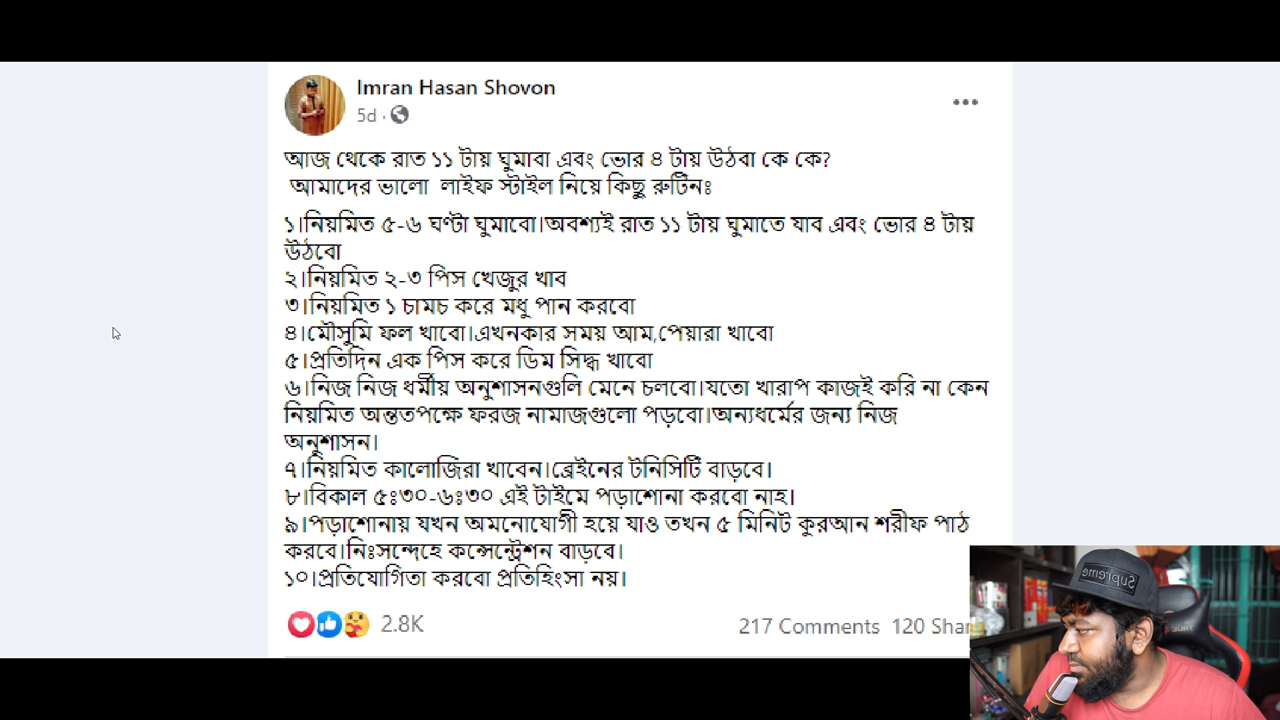 Imran Hasan Shovon
5d
আজ থেকে রাত ১১ টায় ঘুমাবা এবং ভোর ৪ টায় উঠবা কে কে?
আমাদের ভালো লাইফ স্টাইল নিয়ে কিছু রুটিনঃ
১।নিয়মিত ৫-৬ ঘণ্টা ঘুমাবো।অবশ্যই রাত ১১ টায় ঘুমাতে যাব এবং ভোর ৪ টায়
উঠবো
২।নিয়মিত ২-৩ পিস খেজুর খাব
৩।নিয়মিত ১ চামচ করে মধু পান করবো
৪।মৌসুমি ফল খাবো।এখনকার সময় আম,পেয়ারা খাবো
৫।প্রতিদিন এক পিস করে ডিম সিদ্ধ খাবো
৬।নিজ নিজ ধর্মীয় অনুশাসনগুলি মেনে চলবো।যতো খারাপ কাজই করি না কেন
নিয়মিত অন্ততপক্ষে ফরজ নামাজগুলো পড়বো।অন্যধর্মের জন্য নিজ
অনুশাসন।
৭।নিয়মিত কালোজিরা খাবেন।ব্রেইনের টনিসিটি বাড়বে।
৮।বিকাল ৫ঃ৩০-৬ঃ৩০ এই টাইমে পড়াশোনা করবো নাহ।
৯।পড়াশোনায় যখন অমনোযোগী হয়ে যাও তখন ৫ মিনিট কুরআন শরীফ পাঠ
করবে।নিঃসন্দেহে কন্সেন্ট্রেশন বাড়বে।
১০।প্রতিযোগিতা করবো প্রতিহিংসা নয়।
2.8K
217 Comments 120 Shar
Supreme